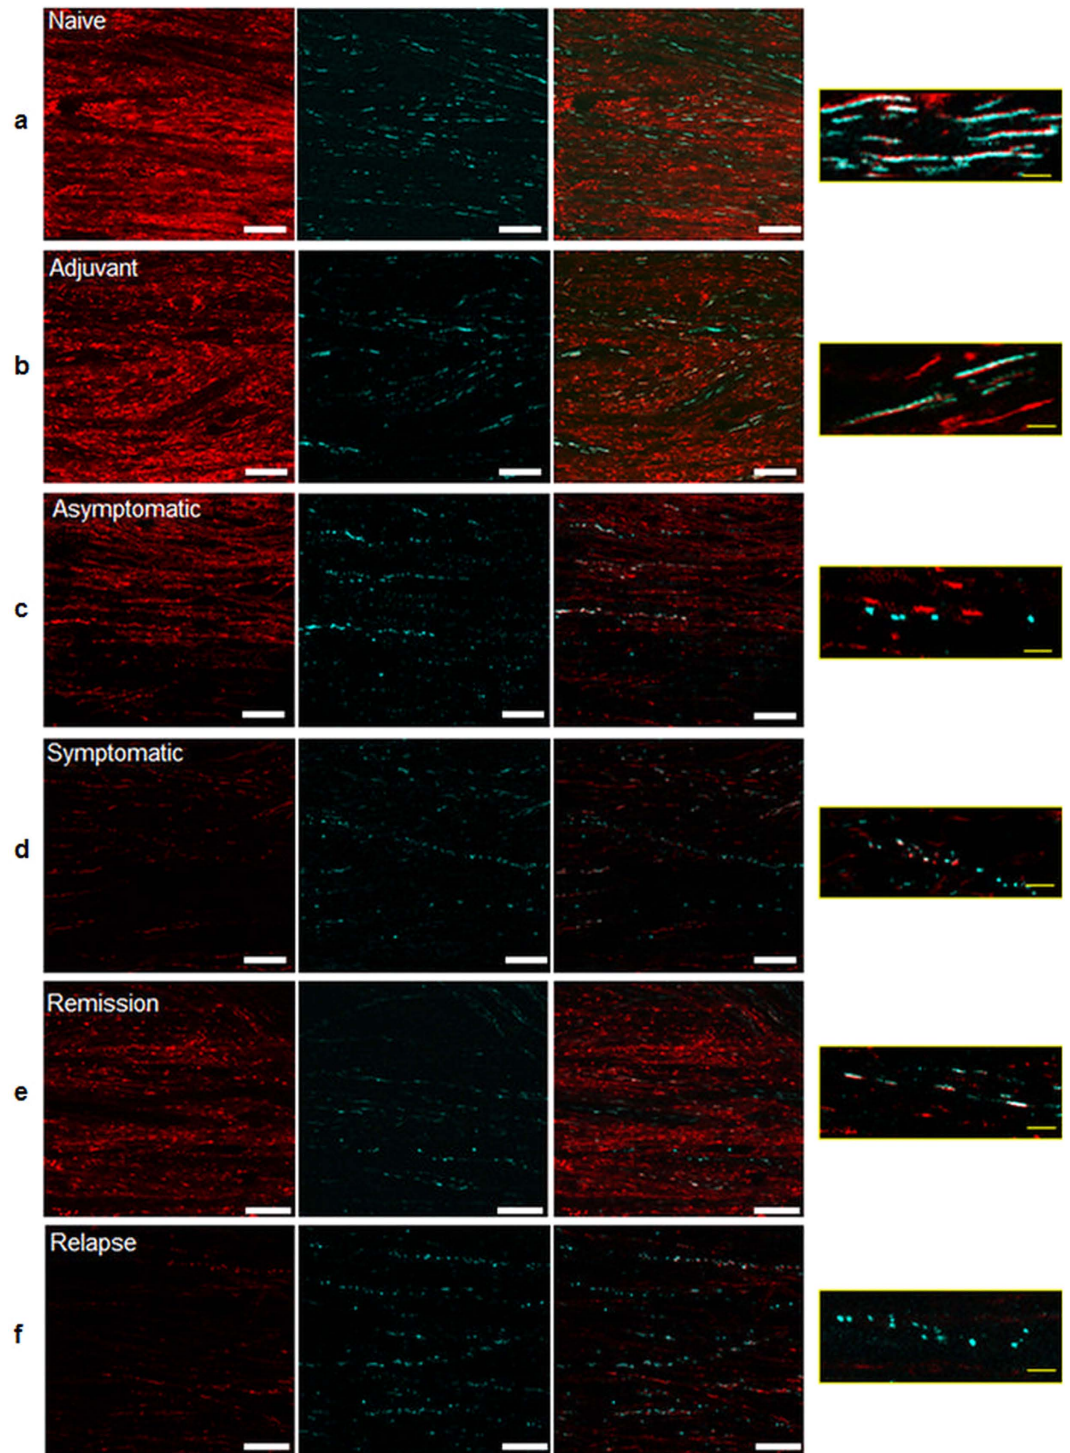 Naive
a
Adjuvant
b
Asymptomatic
c
Symptomatic
d
Remission
e
Relapse
f